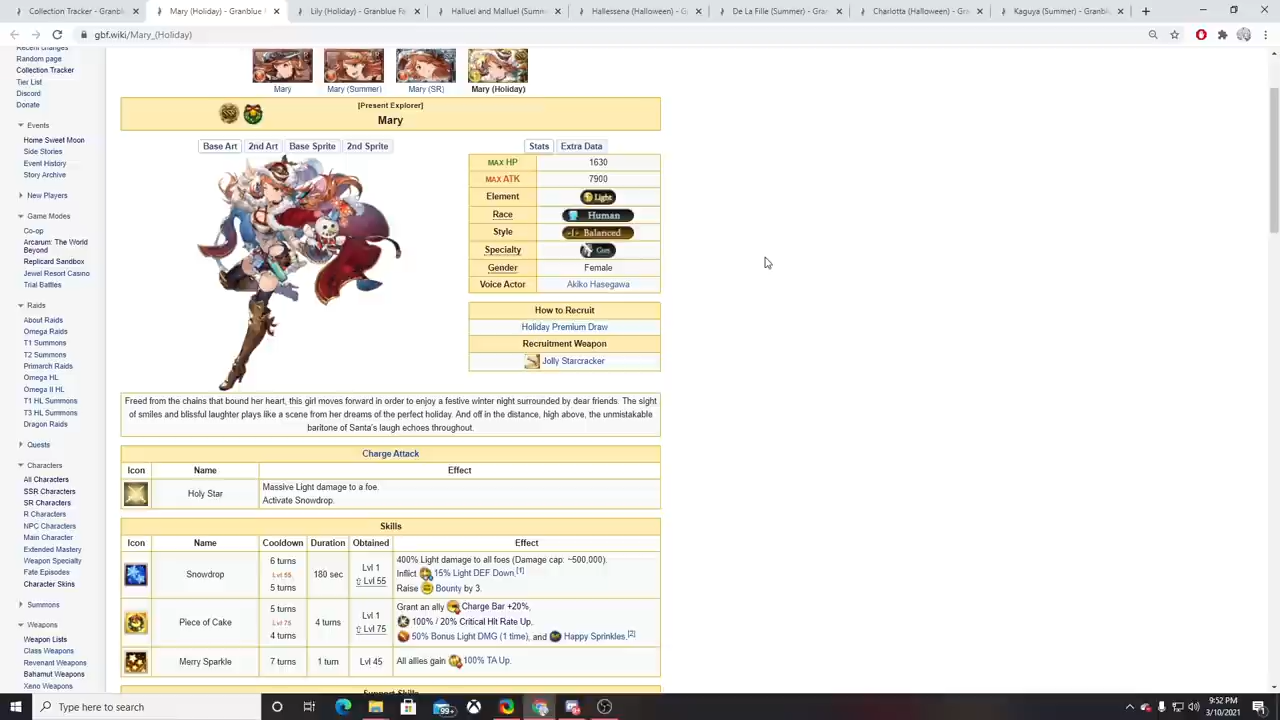 Collection Tracker - Granblue F
Mary (Holiday) - Granblue
Granblue Fantasy
Halluel and Malluel (Summer
Hallessena (Halloween) - G
De La Fille (Summer) - Gran
Charlotta (Halloween) - Gra
Kaguya (Summer) - Granbl
gbf.wiki/Mary_(Holiday)
Recent changes
Random page
Collection Tracker
Tier List
Discord
Donate
Events
Home Sweet Moon
Side Stories
Event History
Story Archive
New Players
Game Modes
Co-op
Arcarum: The World
Beyond
Replicard Sandbox
Jewel Resort Casino
Trial Battles
Raids
About Raids
Omega Raids
T1 Summons
T2 Summons
Primarch Raids
Omega HL
Omega II HL
T1 HL Summons
T3 HL Summons
Dragon Raids
Quests
Characters
All Characters
SSR Characters
SR Characters
R Characters
NPC Characters
Main Character
Extended Mastery
Weapon Specialty
Fate Episodes
Character Skins
Summons
Weapons
Weapon Lists
Class Weapons
Revenant Weapons
Bahamut Weapons
Xeno Weapons
Mary
Mary (Summer)
Mary (SR)
Mary (Holiday)
[Present Explorer]
Mary
Base Art 2nd Art Base Sprite 2nd Sprite
Stats Extra Data
MAX HP 1630
MAX ATK 7900
Element Light
Race Human
Style Balanced
Specialty Gun
Gender Female
Voice Actor Akiko Hasegawa
How to Recruit
Holiday Premium Draw
Recruitment Weapon
Jolly Starcracker
Freed from the chains that bound her heart, this girl moves forward in order to enjoy a festive winter night surrounded by dear friends. The sight
of smiles and blissful laughter plays like a scene from her dreams of the perfect holiday. And off in the distance, high above, the unmistakable
baritone of Santa's laugh echoes throughout.
Charge Attack
Icon Name Effect
Holy Star
Massive Light damage to a foe.
Activate Snowdrop.
Skills
Icon Name Cooldown Duration Obtained Effect
Snowdrop
6 turns
Lvl 55
5 turns
180 sec
Lvl 1
⇧ Lvl 55
400% Light damage to all foes (Damage cap: ~500,000).
Inflict 15% Light DEF Down.[1]
Raise Bounty by 3.
Piece of Cake
5 turns
Lvl 75
4 turns
4 turns
Lvl 1
⇧ Lvl 75
Grant an ally Charge Bar +20%,
100% / 20% Critical Hit Rate Up,
50% Bonus Light DMG (1 time), and Happy Sprinkles.[2]
Merry Sparkle 7 turns 1 turn Lvl 45 All allies gain 100% TA Up.
Support Skills
Type here to search
99+
9:52 PM
3/10/2021